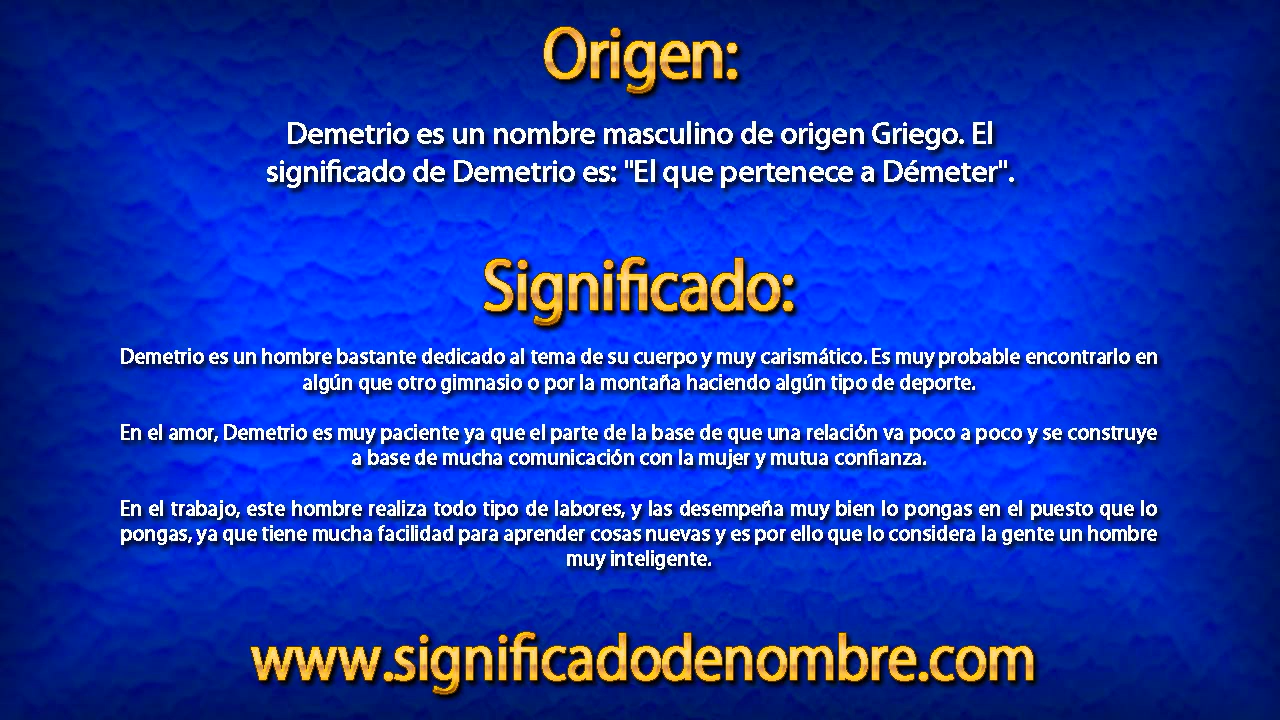 Origen:
Demetrio es un nombre masculino de origen Griego. El
significado de Demetrio es: "El que pertenece a Démeter".
Significado:
Demetrio es un hombre bastante dedicado al tema de su cuerpo y muy carismático. Es muy probable encontrarlo en
algún que otro gimnasio o por la montaña haciendo algún tipo de deporte.
En el amor, Demetrio es muy paciente ya que el parte de la base de que una relación va poco a poco y se construye
a base de mucha comunicación con la mujer y mutua confianza.
En el trabajo, este hombre realiza todo tipo de labores, y las desempeña muy bien lo pongas en el puesto que lo
pongas, ya que tiene mucha facilidad para aprender cosas nuevas y es por ello que lo considera la gente un hombre
muy inteligente.
www.significadodenombre.com